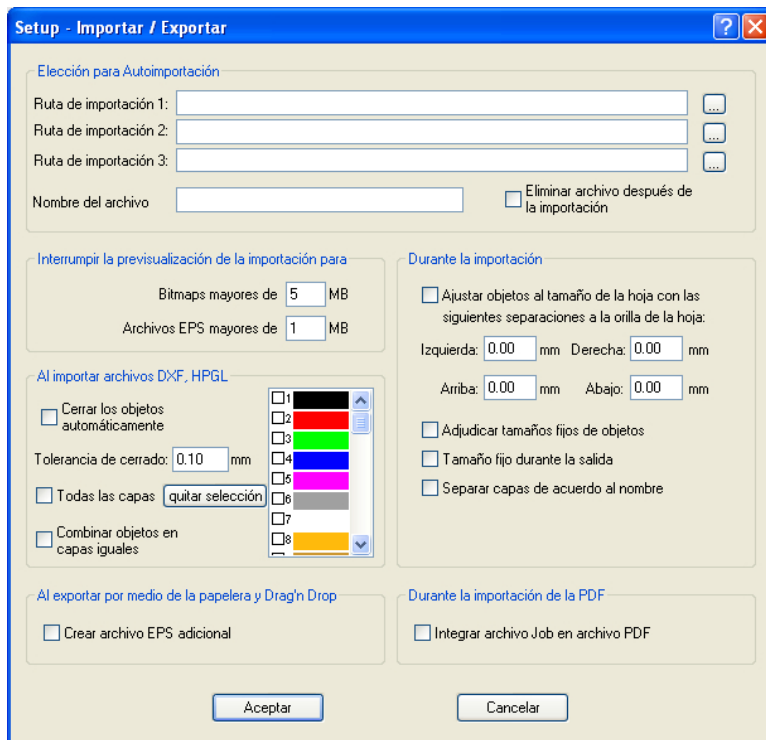 Setup - Importar / Exportar
Elección para Autoimportación
Ruta de importación 1:
...
Ruta de importación 2:
...
Ruta de importación 3:
...
Nombre del archivo
Eliminar archivo después de
la importación
Interrumpir la previsualización de la importación para
Bitmaps mayores de 5 MB
Archivos EPS mayores de 1 MB
Al importar archivos DXF, HPGL
Cerrar los objetos
automáticamente
Tolerancia de cerrado: 0.10 mm
Todas las capas quitar selección
Combinar objetos en
capas iguales
1
2
3
4
5
6
7
8
Durante la importación
Ajustar objetos al tamaño de la hoja con las
siguientes separaciones a la orilla de la hoja:
Izquierda: 0.00 mm Derecha: 0.00 mm
Arriba: 0.00 mm Abajo: 0.00 mm
Adjudicar tamaños fijos de objetos
Tamaño fijo durante la salida
Separar capas de acuerdo al nombre
Al exportar por medio de la papelera y Drag'n Drop
Crear archivo EPS adicional
Durante la importación de la PDF
Integrar archivo Job en archivo PDF
Aceptar
Cancelar